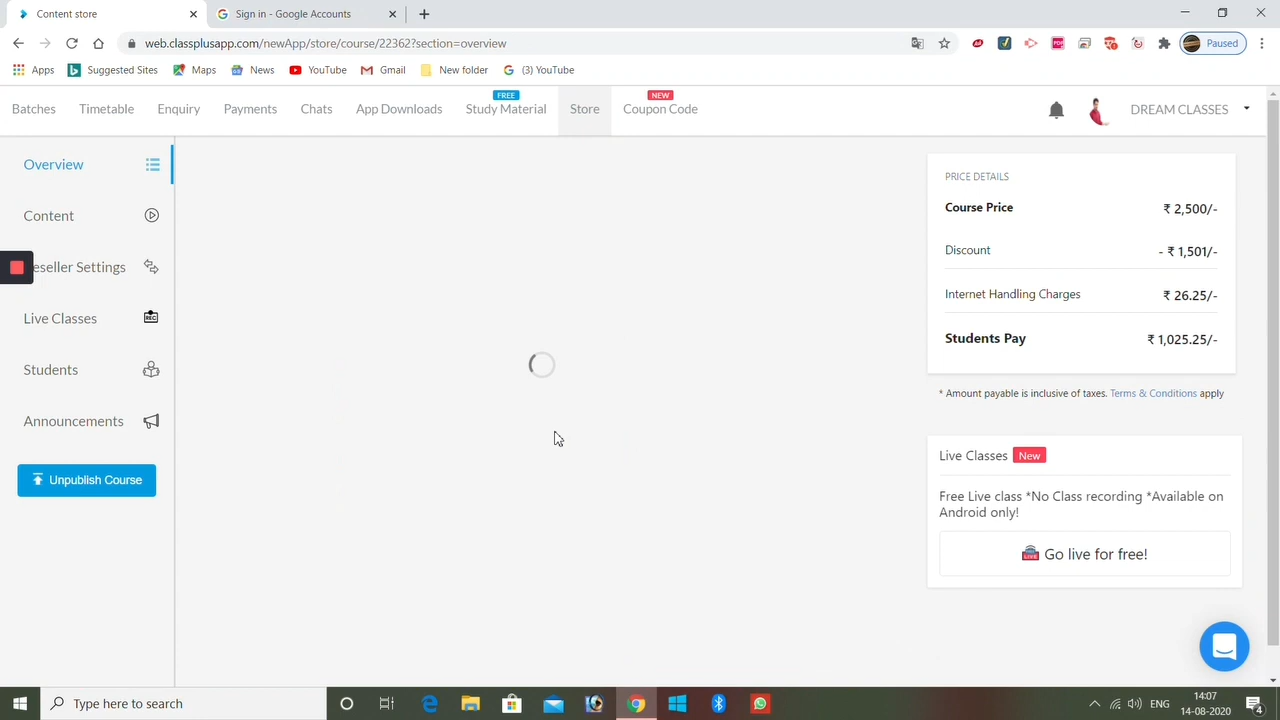 Content store
Sign in - Google Accounts
web.classplusapp.com/newApp/store/course/22362?section=overview
Paused
Apps
Suggested Sites
Maps
News
YouTube
Gmail
New folder
(3) YouTube
FREE
NEW
Batches
Timetable
Enquiry
Payments
Chats
App Downloads
Study Material
Store
Coupon Code
DREAM CLASSES
Overview
Content
eseller Settings
Live Classes
REC
Students
Announcements
Unpublish Course
PRICE DETAILS
Course Price ₹ 2,500/-
Discount - ₹ 1,501/-
Internet Handling Charges ₹ 26.25/-
Students Pay ₹ 1,025.25/-
* Amount payable is inclusive of taxes. Terms & Conditions apply
Live Classes New
Free Live class *No Class recording *Available on
Android only!
LIVE Go live for free!
Type here to search
ENG
14:07
14-08-2020
4